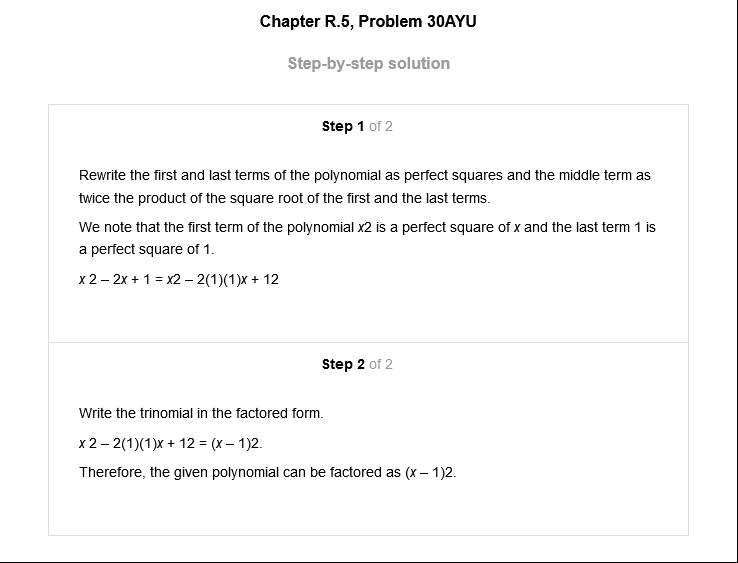 Chapter R.5, Problem 30AYU
Step-by-step solution
Step 1 of 2
Rewrite the first and last terms of the polynomial as perfect squares and the middle term as
twice the product of the square root of the first and the last terms.
We note that the first term of the polynomial x2 is a perfect square of x and the last term 1 is
a perfect square of 1.
x 2 – 2x + 1 = x2 – 2(1)(1)x + 12
Step 2 of 2
Write the trinomial in the factored form.
x 2 – 2(1)(1)x + 12 = (x – 1)2.
Therefore, the given polynomial can be factored as (x – 1)2.